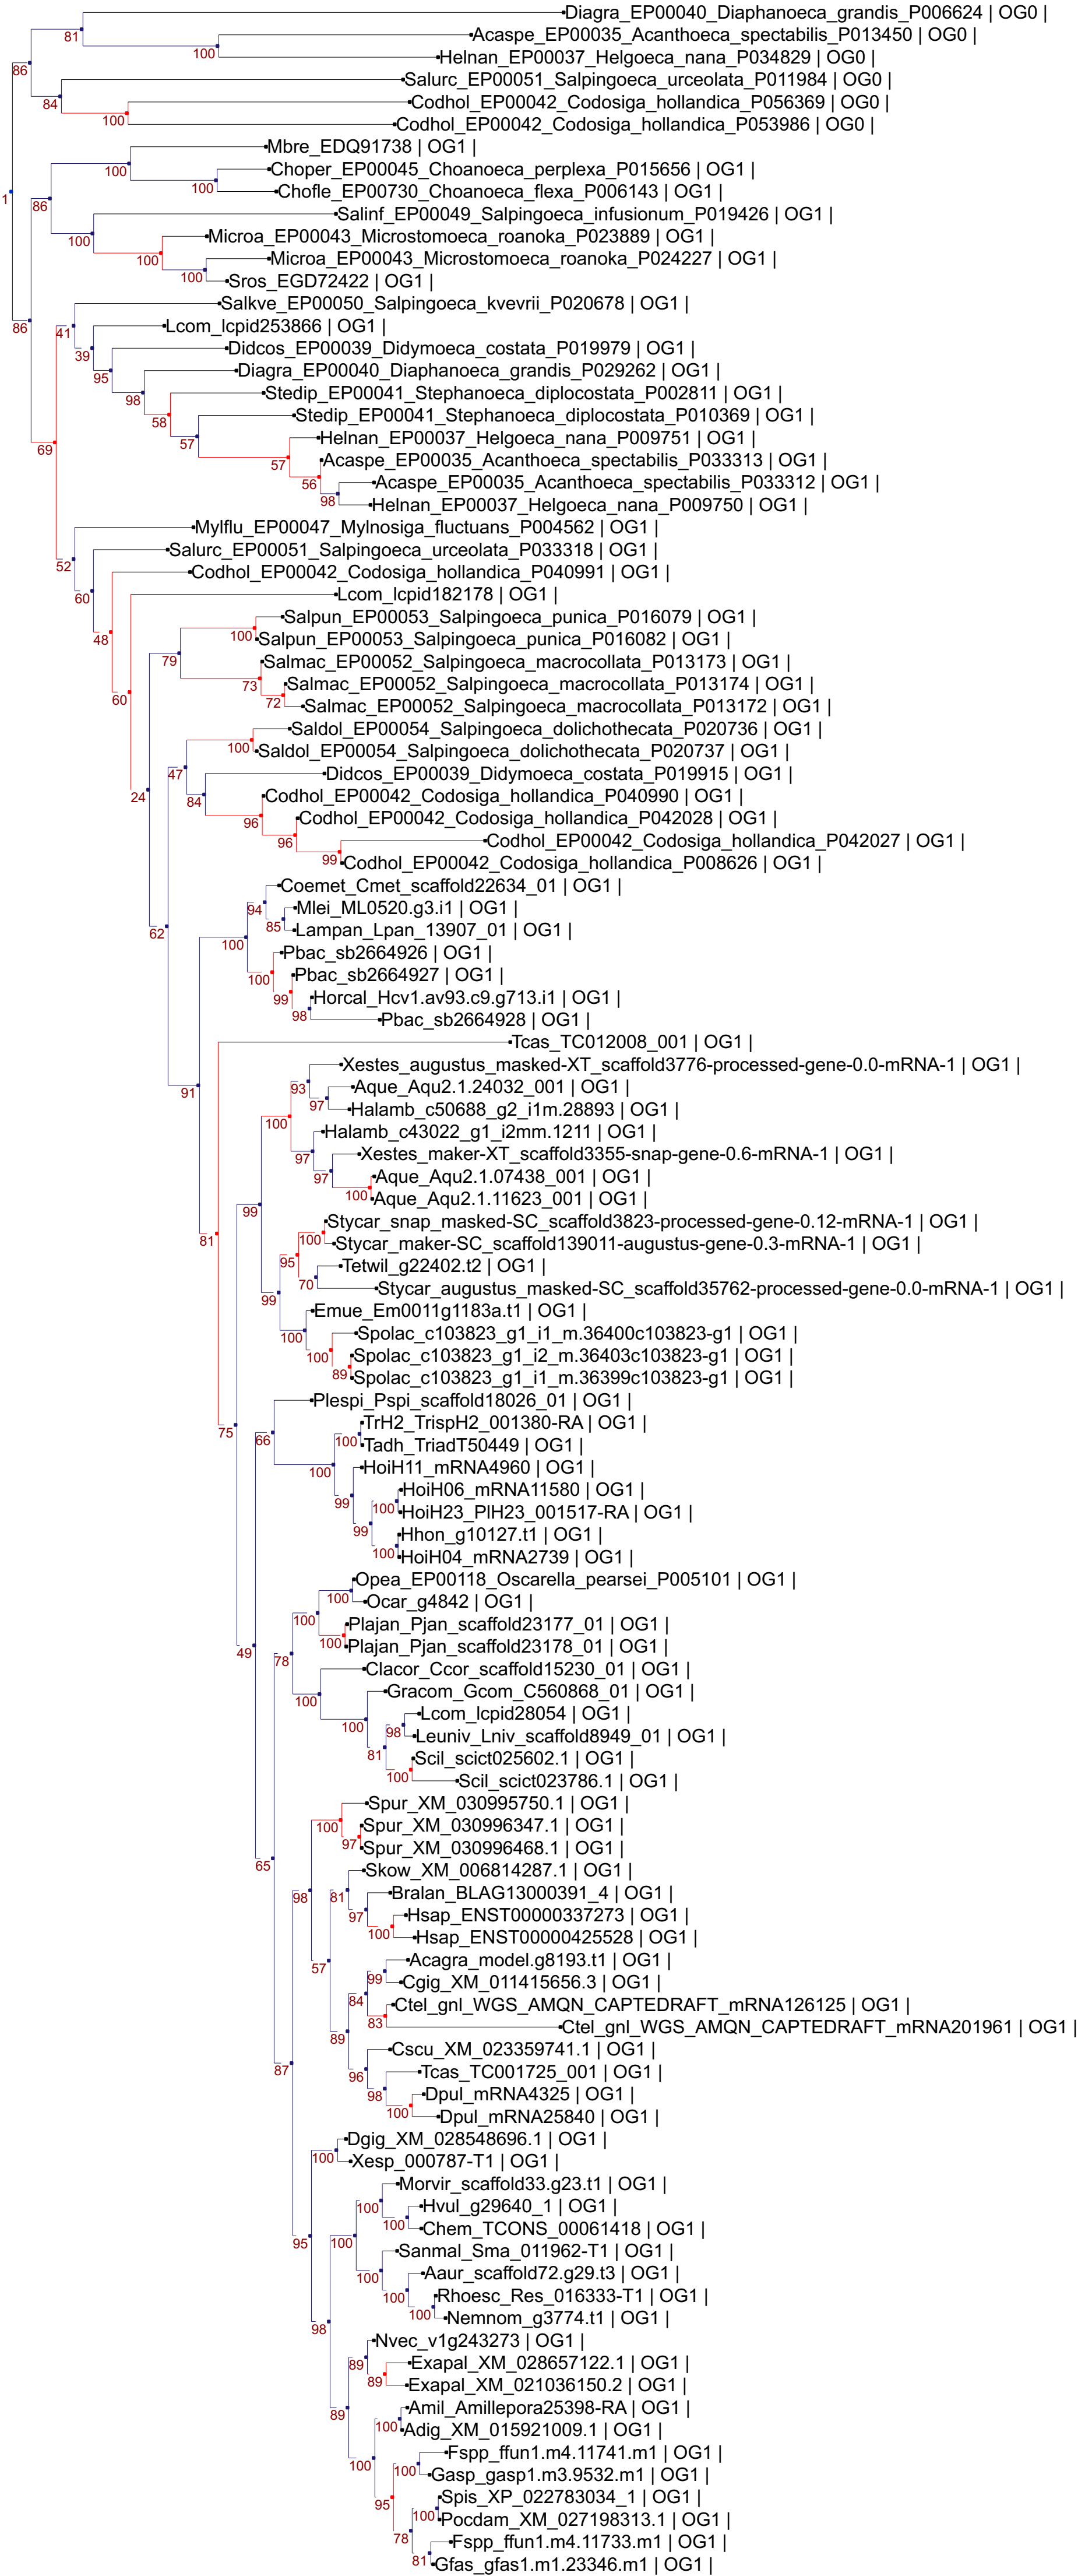 Diagra_EP00040_Diaphanoeca_grandis_P006624 | OG0 |
81
Acaspe_EP00035_Acanthoeca_spectabilis_P013450 | OG0 |
100
Helnan_EP00037_Helgoeca_nana_P034829 | OG0 |
86
Salurc_EP00051_Salpingoeca_urceolata_P011984 | OG0 |
84
Codhol_EP00042_Codosiga_hollandica_P056369 | OG0 |
100
Codhol_EP00042_Codosiga_hollandica_P053986 | OG0 |
Mbre_EDQ91738 | OG1 |
100
Choper_EP00045_Choanoeca_perplexa_P015656 | OG1 |
100
Chofle_EP00730_Choanoeca_flexa_P006143 | OG1 |
1
86
Salinf_EP00049_Salpingoeca_infusionum_P019426 | OG1 |
100
Microa_EP00043_Microstomoeca_roanoka_P023889 | OG1 |
100
Microa_EP00043_Microstomoeca_roanoka_P024227 | OG1 |
100
Sros_EGD72422 | OG1 |
Salkve_EP00050_Salpingoeca_kvevrii_P020678 | OG1 |
86
41
Lcom_lcpid253866 | OG1 |
39
Didcos_EP00039_Didymoeca_costata_P019979 | OG1 |
95
Diagra_EP00040_Diaphanoeca_grandis_P029262 | OG1 |
98
Stedip_EP00041_Stephanoeca_diplocostata_P002811 | OG1 |
58
Stedip_EP00041_Stephanoeca_diplocostata_P010369 | OG1 |
57
Helnan_EP00037_Helgoeca_nana_P009751 | OG1 |
69
57
Acaspe_EP00035_Acanthoeca_spectabilis_P033313 | OG1 |
56
Acaspe_EP00035_Acanthoeca_spectabilis_P033312 | OG1 |
98
Helnan_EP00037_Helgoeca_nana_P009750 | OG1 |
Mylflu_EP00047_Mylnosiga_fluctuans_P004562 | OG1 |
Salurc_EP00051_Salpingoeca_urceolata_P033318 | OG1 |
52
Codhol_EP00042_Codosiga_hollandica_P040991 | OG1 |
60
Lcom_lcpid182178 | OG1 |
Salpun_EP00053_Salpingoeca_punica_P016079 | OG1 |
48
100
Salpun_EP00053_Salpingoeca_punica_P016082 | OG1 |
79
Salmac_EP00052_Salpingoeca_macrocollata_P013173 | OG1 |
73
Salmac_EP00052_Salpingoeca_macrocollata_P013174 | OG1 |
60
72
Salmac_EP00052_Salpingoeca_macrocollata_P013172 | OG1 |
Saldol_EP00054_Salpingoeca_dolichothecata_P020736 | OG1 |
100
Saldol_EP00054_Salpingoeca_dolichothecata_P020737 | OG1 |
47
Didcos_EP00039_Didymoeca_costata_P019915 | OG1 |
24
84
Codhol_EP00042_Codosiga_hollandica_P040990 | OG1 |
96
Codhol_EP00042_Codosiga_hollandica_P042028 | OG1 |
96
Codhol_EP00042_Codosiga_hollandica_P042027 | OG1 |
99
Codhol_EP00042_Codosiga_hollandica_P008626 | OG1 |
Coemet_Cmet_scaffold22634_01 | OG1 |
94
Mlei_ML0520.g3.i1 | OG1 |
85
Lampan_Lpan_13907_01 | OG1 |
62
100
Pbac_sb2664926 | OG1 |
100
Pbac_sb2664927 | OG1 |
99
Horcal_Hcv1.av93.c9.g713.i1 | OG1 |
98
Pbac_sb2664928 | OG1 |
Tcas_TC012008_001 | OG1 |
Xestes_augustus_masked-XT_scaffold3776-processed-gene-0.0-mRNA-1 | OG1 |
91
93
Aque_Aqu2.1.24032_001 | OG1 |
97
Halamb_c50688_g2_i1m.28893 | OG1 |
100
Halamb_c43022_g1_i2mm.1211 | OG1 |
97
Xestes_maker-XT_scaffold3355-snap-gene-0.6-mRNA-1 | OG1 |
97
Aque_Aqu2.1.07438_001 | OG1 |
100
Aque_Aqu2.1.11623_001 | OG1 |
99
Stycar_snap_masked-SC_scaffold3823-processed-gene-0.12-mRNA-1 | OG1 |
81
100
Stycar_maker-SC_scaffold139011-augustus-gene-0.3-mRNA-1 | OG1 |
95
Tetwil_g22402.t2 | OG1 |
70
Stycar_augustus_masked-SC_scaffold35762-processed-gene-0.0-mRNA-1 | OG1 |
99
Emue_Em0011g1183a.t1 | OG1 |
100
Spolac_c103823_g1_i1_m.36400c103823-g1 | OG1 |
100
Spolac_c103823_g1_i2_m.36403c103823-g1 | OG1 |
89
Spolac_c103823_g1_i1_m.36399c103823-g1 | OG1 |
Plespi_Pspi_scaffold18026_01 | OG1 |
75
66
TrH2_TrispH2_001380-RA | OG1 |
100
Tadh_TriadT50449 | OG1 |
100
HoiH11_mRNA4960 | OG1 |
99
HoiH06_mRNA11580 | OG1 |
100
HoiH23_PlH23_001517-RA | OG1 |
99
Hhon_g10127.t1 | OG1 |
100
HoiH04_mRNA2739 | OG1 |
Opea_EP00118_Oscarella_pearsei_P005101 | OG1 |
100
Ocar_g4842 | OG1 |
100
Plajan_Pjan_scaffold23177_01 | OG1 |
100
Plajan_Pjan_scaffold23178_01 | OG1 |
49
78
Clacor_Ccor_scaffold15230_01 | OG1 |
100
Gracom_Gcom_C560868_01 | OG1 |
100
Lcom_lcpid28054 | OG1 |
98
Leuniv_Lniv_scaffold8949_01 | OG1 |
81
Scil_scict025602.1 | OG1 |
100
Scil_scict023786.1 | OG1 |
Spur_XM_030995750.1 | OG1 |
100
Spur_XM_030996347.1 | OG1 |
97
Spur_XM_030996468.1 | OG1 |
65
Skow_XM_006814287.1 | OG1 |
98
81
Bralan_BLAG13000391_4 | OG1 |
97
Hsap_ENST00000337273 | OG1 |
100
Hsap_ENST00000425528 | OG1 |
57
Acagra_model.g8193.t1 | OG1 |
99
Cgig_XM_011415656.3 | OG1 |
84
Ctel_gnl_WGS_AMQN_CAPTEDRAFT_mRNA126125 | OG1 |
83
Ctel_gnl_WGS_AMQN_CAPTEDRAFT_mRNA201961 | OG1 |
89
Cscu_XM_023359741.1 | OG1 |
87
96
Tcas_TC001725_001 | OG1 |
98
Dpul_mRNA4325 | OG1 |
100
Dpul_mRNA25840 | OG1 |
Dgig_XM_028548696.1 | OG1 |
100
Xesp_000787-T1 | OG1 |
Morvir_scaffold33.g23.t1 | OG1 |
100
Hvul_g29640_1 | OG1 |
100
Chem_TCONS_00061418 | OG1 |
95
100
Sanmal_Sma_011962-T1 | OG1 |
100
Aaur_scaffold72.g29.t3 | OG1 |
100
Rhoesc_Res_016333-T1 | OG1 |
100
Nemnom_g3774.t1 | OG1 |
98
Nvec_v1g243273 | OG1 |
89
Exapal_XM_028657122.1 | OG1 |
89
Exapal_XM_021036150.2 | OG1 |
Amil_Amillepora25398-RA | OG1 |
89
100
Adig_XM_015921009.1 | OG1 |
Fspp_ffun1.m4.11741.m1 | OG1 |
100
100
Gasp_gasp1.m3.9532.m1 | OG1 |
Spis_XP_022783034_1 | OG1 |
95
100
Pocdam_XM_027198313.1 | OG1 |
78
Fspp_ffun1.m4.11733.m1 | OG1 |
81
Gfas_gfas1.m1.23346.m1 | OG1 |